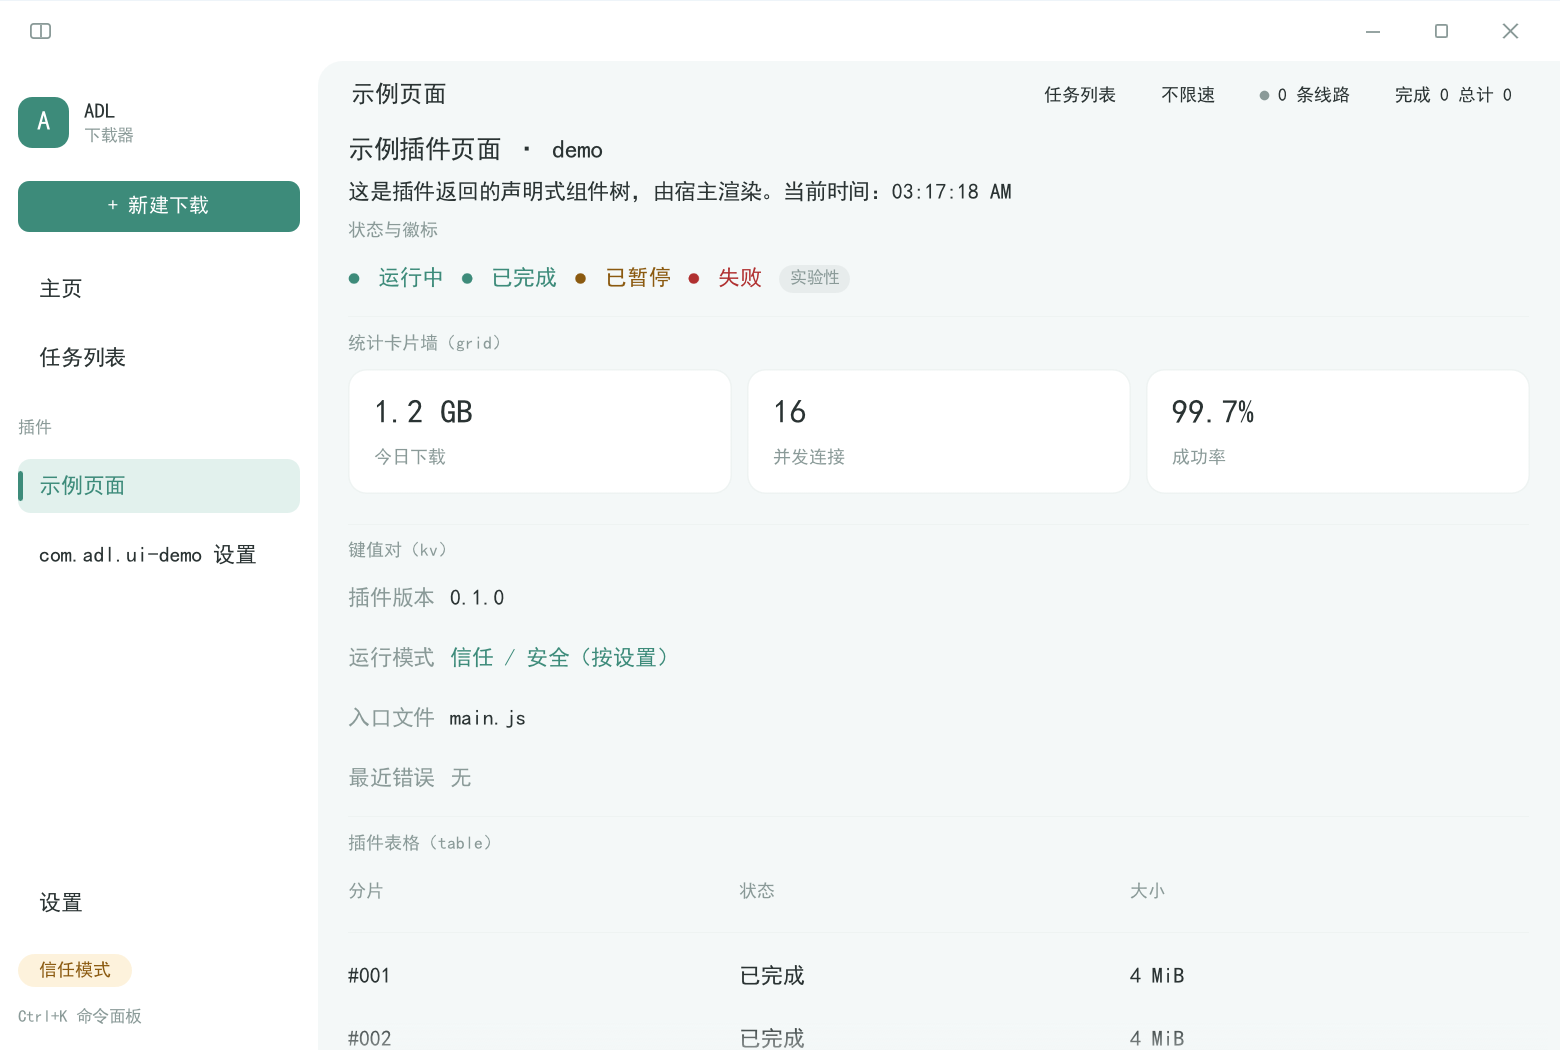 A
ADL
下载器
+ 新建下载
主页
任务列表
插件
示例页面
com.adl.ui-demo 设置
设置
信任模式
Ctrl+K 命令面板
示例页面
任务列表 不限速 0 条线路 完成 0 总计 0
示例插件页面 · demo
这是插件返回的声明式组件树，由宿主渲染。当前时间：03:17:18 AM
状态与徽标
运行中 已完成 已暂停 失败 实验性
统计卡片墙（grid）
1.2 GB 16 99.7%
今日下载 并发连接 成功率
键值对（kv）
插件版本 0.1.0
运行模式 信任 / 安全（按设置）
入口文件 main.js
最近错误 无
插件表格（table）
分片 状态 大小
#001 已完成 4 MiB
#002 已完成 4 MiB